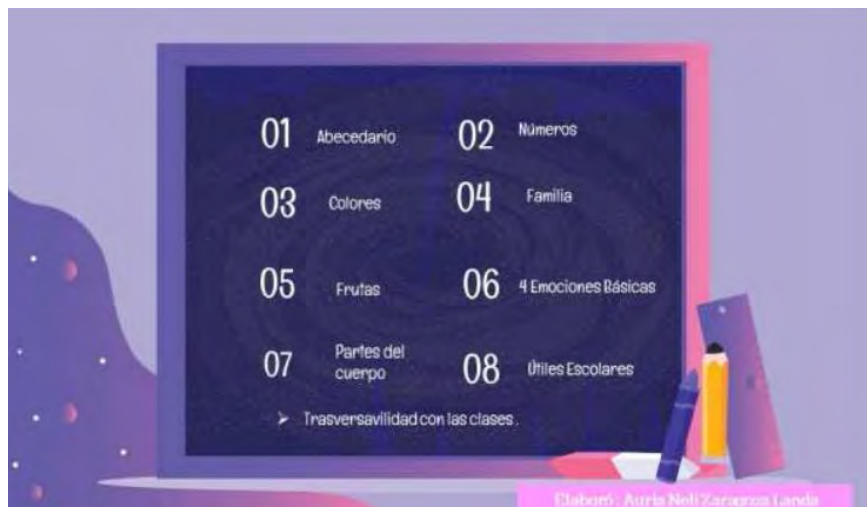 01 Abecedario
02 Números
03 Colores
04 Familia
05 Frutas
06 4 Emociones Básicas
07 Partes del
cuerpo
08 Útiles Escolares
➢ Trasversavilidad con las clases .
Elaboró : Auria Neli Zaragoza Landa